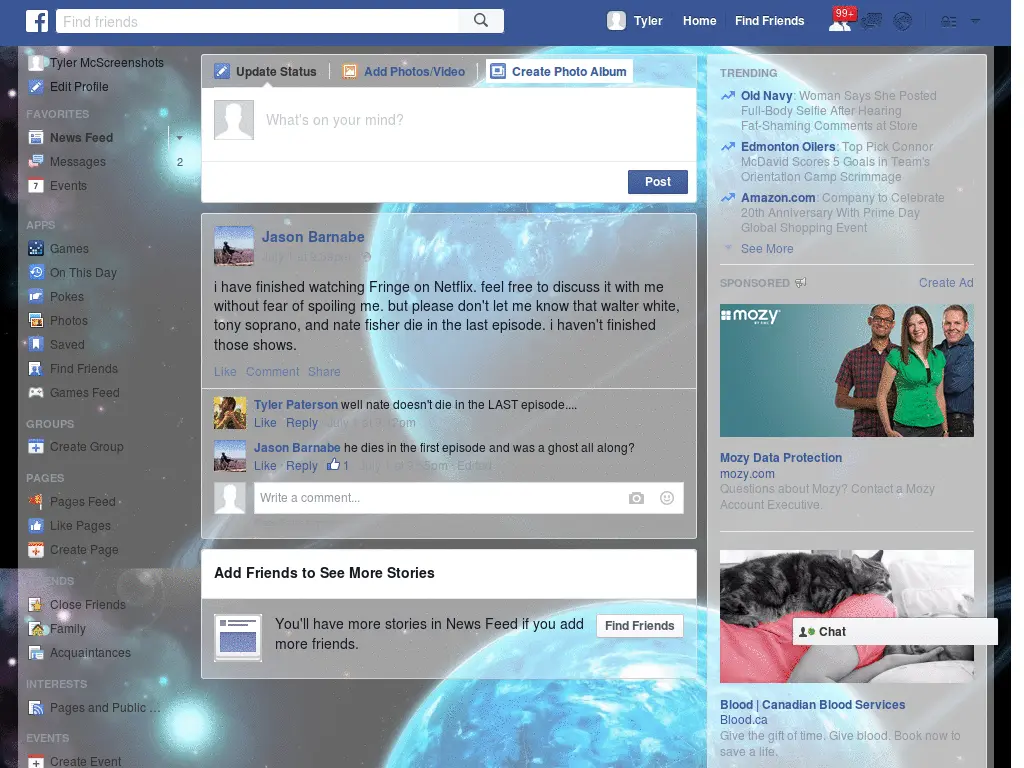 Find friends
Tyler
Home
Find Friends
99+
Tyler McScreenshots
Edit Profile
FAVORITES
News Feed
Messages
2
Events
APPS
Games
On This Day
Pokes
Photos
Saved
Find Friends
Games Feed
GROUPS
Create Group
PAGES
Pages Feed
Like Pages
Create Page
FRIENDS
Close Friends
Family
Acquaintances
INTERESTS
Pages and Public ...
EVENTS
Create Event
Update Status
Add Photos/Video
Create Photo Album
What's on your mind?
Post
Jason Barnabe
i have finished watching Fringe on Netflix. feel free to discuss it with me
without fear of spoiling me. but please don't let me know that walter white,
tony soprano, and nate fisher die in the last episode. i haven't finished
those shows.
Like Comment Share
Tyler Paterson well nate doesn't die in the LAST episode....
Like · Reply · July 1 at
Jason Barnabe he dies in the first episode and was a ghost all along?
Like · Reply · 1 · July 1 at 9:55pm · Edited
Write a comment...
Add Friends to See More Stories
You'll have more stories in News Feed if you add
more friends.
Find Friends
TRENDING
Old Navy: Woman Says She Posted
Full-Body Selfie After Hearing
Fat-Shaming Comments at Store
Edmonton Oilers: Top Pick Connor
McDavid Scores 5 Goals in Team's
Orientation Camp Scrimmage
Amazon.com: Company to Celebrate
20th Anniversary With Prime Day
Global Shopping Event
See More
SPONSORED
Create Ad
mozy
Mozy Data Protection
mozy.com
Questions about Mozy? Contact a Mozy
Account Executive.
Chat
Blood | Canadian Blood Services
Blood.ca
Give the gift of time. Give blood. Book now to
save a life.